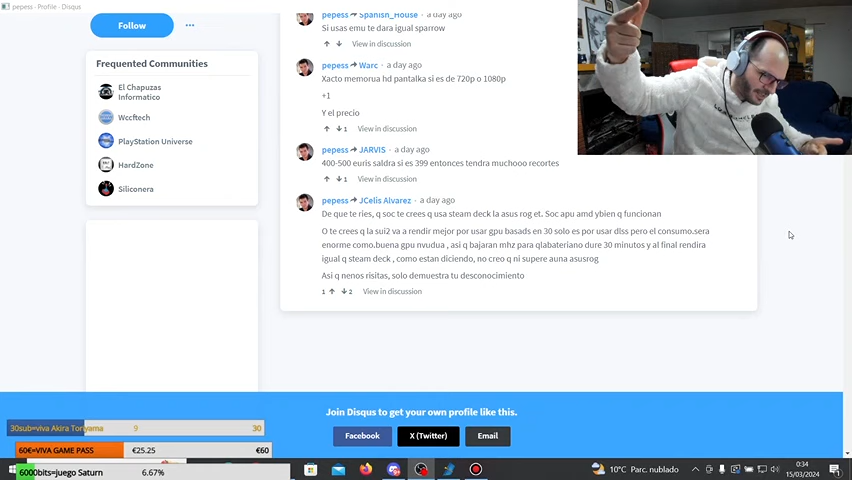 pepess - Profile - Disqus
Follow
Frequented Communities
El Chapuzas
Informatico
Wccftech
PlayStation Universe
HardZone
Siliconera
pepess Spanish_House · a day ago
Si usas emu te dara igual sparrow
View in discussion
pepess Warc · a day ago
Xacto memorua hd pantalka si es de 720p o 1080p
+1
Y el precio
1 View in discussion
pepess JARVIS · a day ago
400-500 euris saldra si es 399 entonces tendra muchooo recortes
1 View in discussion
pepess JCelis Alvarez · a day ago
De que te ries, q soc te crees q usa steam deck la asus rog et. Soc apu amd ybien q funcionan
O te crees q la sui2 va a rendir mejor por usar gpu basads en 30 solo es por usar dlss pero el consumo.sera
enorme como.buena gpu nvudua , asi q bajaran mhz para qlabateriano dure 30 minutos y al final rendira
igual q steam deck , como estan diciendo, no creo q ni supere auna asusrog
Asi q nenos risitas, solo demuestra tu desconocimiento
1 2 View in discussion
Join Disqus to get your own profile like this.
Facebook
X (Twitter)
Email
30sub=viva Akira Toriyama 9 30
60€=VIVA GAME PASS €25.25 €60
6000bits=juego Saturn 6.67%
10°C Parc. nublado
0:34
15/03/2024